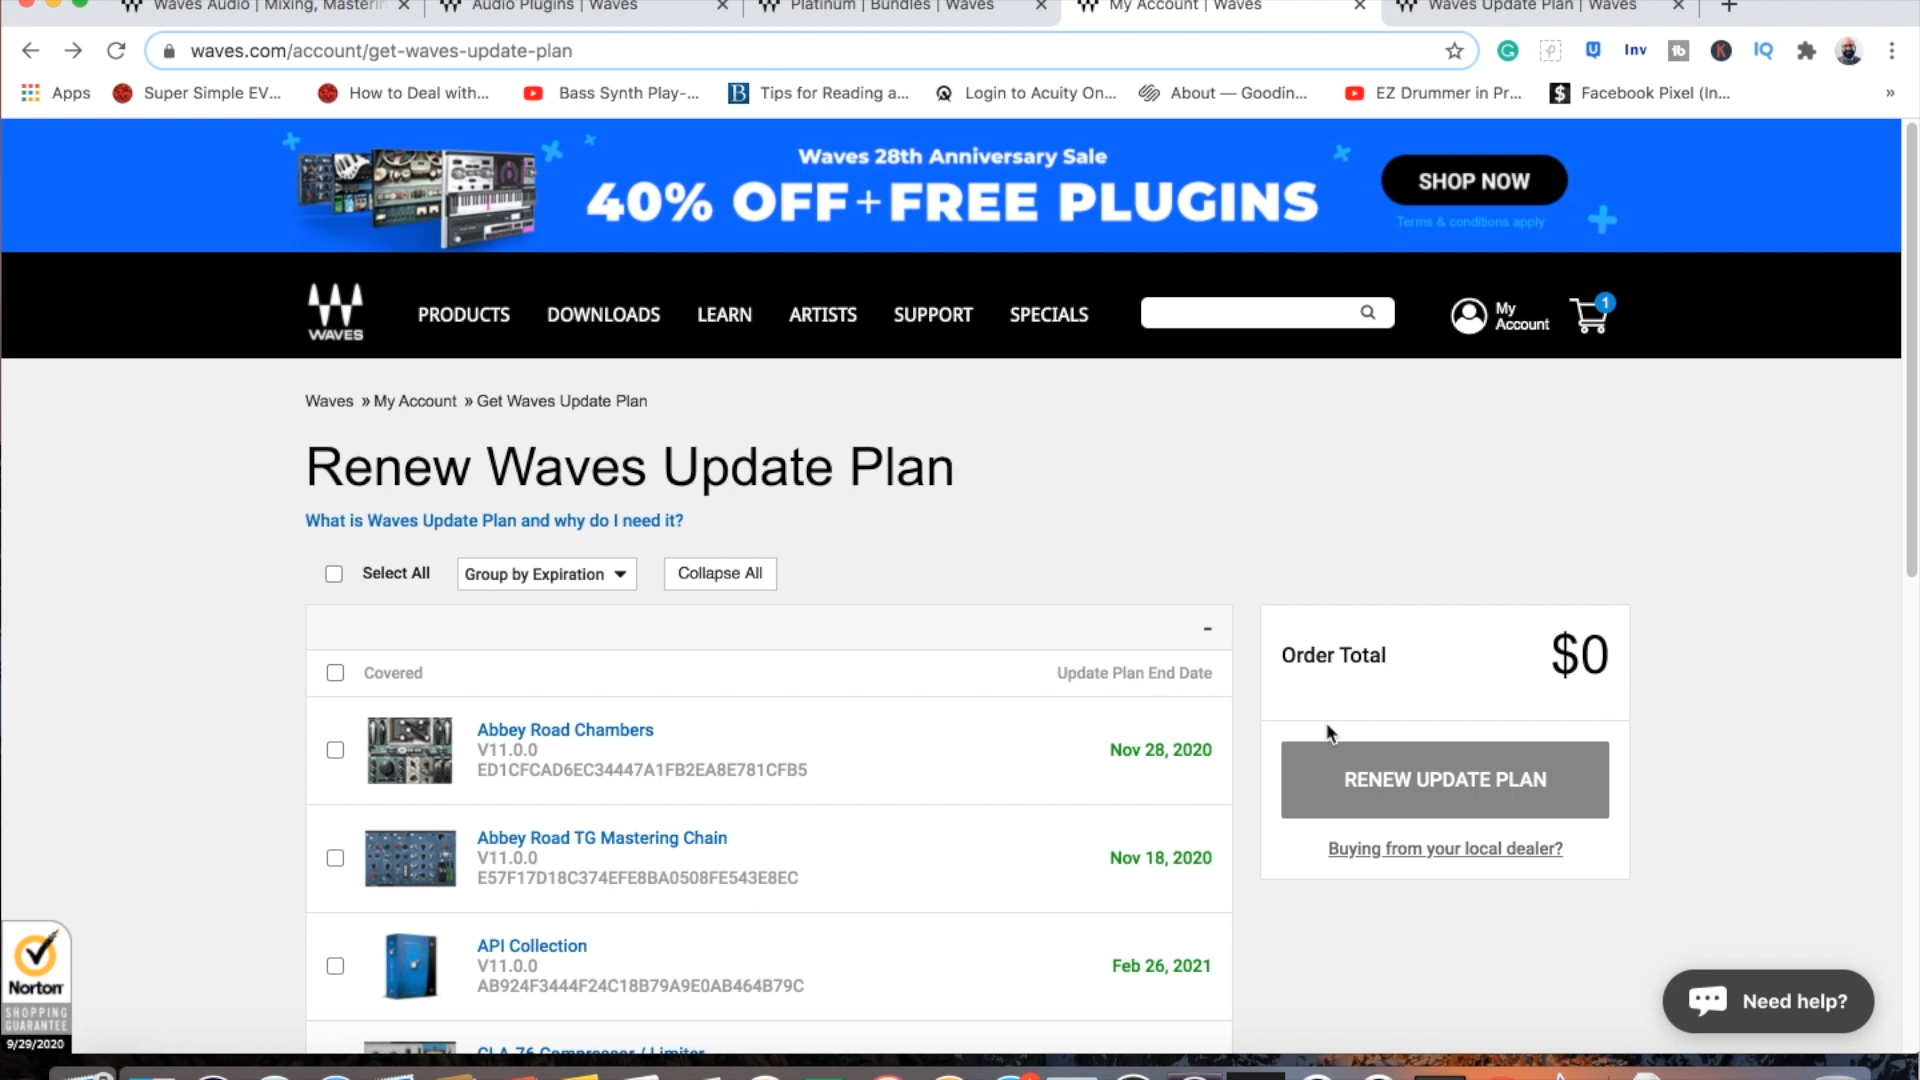 Waves Audio | Mixing, Masterin
Audio Plugins | Waves
Platinum | Bundles | Waves
My Account | Waves
Waves Update Plan | Waves
waves.com/account/get-waves-update-plan
Inv
IQ
Apps
Super Simple EV...
How to Deal with...
Bass Synth Play-...
Tips for Reading a...
Login to Acuity On...
About — Goodin...
EZ Drummer in Pr...
Facebook Pixel (In...
Waves 28th Anniversary Sale
40% OFF+FREE PLUGINS
SHOP NOW
Terms & conditions apply
WAVES
PRODUCTS
DOWNLOADS
LEARN
ARTISTS
SUPPORT
SPECIALS
My
Account
1
Waves » My Account » Get Waves Update Plan
Renew Waves Update Plan
What is Waves Update Plan and why do I need it?
Select All
Group by Expiration
Collapse All
-
Covered
Update Plan End Date
Abbey Road Chambers
V11.0.0
ED1CFCAD6EC34447A1FB2EA8E781CFB5
Nov 28, 2020
Abbey Road TG Mastering Chain
V11.0.0
E57F17D18C374EFE8BA0508FE543E8EC
Nov 18, 2020
API Collection
V11.0.0
AB924F3444F24C18B79A9E0AB464B79C
Feb 26, 2021
CLA-76 Compressor / Limiter
Order Total
$0
RENEW UPDATE PLAN
Buying from your local dealer?
Norton
SHOPPING
GUARANTEE
9/29/2020
Need help?